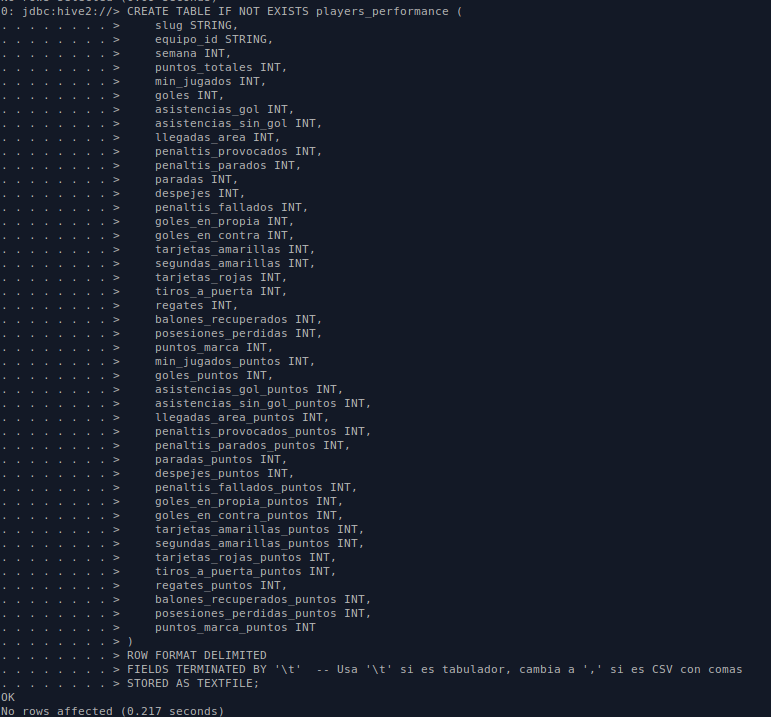 0: jdbc:hive2://> CREATE TABLE IF NOT EXISTS players_performance (
. . . . . . . . >     slug STRING,
. . . . . . . . >     equipo_id STRING,
. . . . . . . . >     semana INT,
. . . . . . . . >     puntos_totales INT,
. . . . . . . . >     min_jugados INT,
. . . . . . . . >     goles INT,
. . . . . . . . >     asistencias_gol INT,
. . . . . . . . >     asistencias_sin_gol INT,
. . . . . . . . >     llegadas_area INT,
. . . . . . . . >     penaltis_provocados INT,
. . . . . . . . >     penaltis_parados INT,
. . . . . . . . >     paradas INT,
. . . . . . . . >     despejes INT,
. . . . . . . . >     penaltis_fallados INT,
. . . . . . . . >     goles_en_propia INT,
. . . . . . . . >     goles_en_contra INT,
. . . . . . . . >     tarjetas_amarillas INT,
. . . . . . . . >     segundas_amarillas INT,
. . . . . . . . >     tarjetas_rojas INT,
. . . . . . . . >     tiros_a_puerta INT,
. . . . . . . . >     regates INT,
. . . . . . . . >     balones_recuperados INT,
. . . . . . . . >     posesiones_perdidas INT,
. . . . . . . . >     puntos_marca INT,
. . . . . . . . >     min_jugados_puntos INT,
. . . . . . . . >     goles_puntos INT,
. . . . . . . . >     asistencias_gol_puntos INT,
. . . . . . . . >     asistencias_sin_gol_puntos INT,
. . . . . . . . >     llegadas_area_puntos INT,
. . . . . . . . >     penaltis_provocados_puntos INT,
. . . . . . . . >     penaltis_parados_puntos INT,
. . . . . . . . >     paradas_puntos INT,
. . . . . . . . >     despejes_puntos INT,
. . . . . . . . >     penaltis_fallados_puntos INT,
. . . . . . . . >     goles_en_propia_puntos INT,
. . . . . . . . >     goles_en_contra_puntos INT,
. . . . . . . . >     tarjetas_amarillas_puntos INT,
. . . . . . . . >     segundas_amarillas_puntos INT,
. . . . . . . . >     tarjetas_rojas_puntos INT,
. . . . . . . . >     tiros_a_puerta_puntos INT,
. . . . . . . . >     regates_puntos INT,
. . . . . . . . >     balones_recuperados_puntos INT,
. . . . . . . . >     posesiones_perdidas_puntos INT,
. . . . . . . . >     puntos_marca_puntos INT
. . . . . . . . > )
. . . . . . . . > ROW FORMAT DELIMITED
. . . . . . . . > FIELDS TERMINATED BY '\t'  -- Usa '\t' si es tabulador, cambia a ',' si es CSV con comas
. . . . . . . . > STORED AS TEXTFILE;
OK
No rows affected (0.217 seconds)